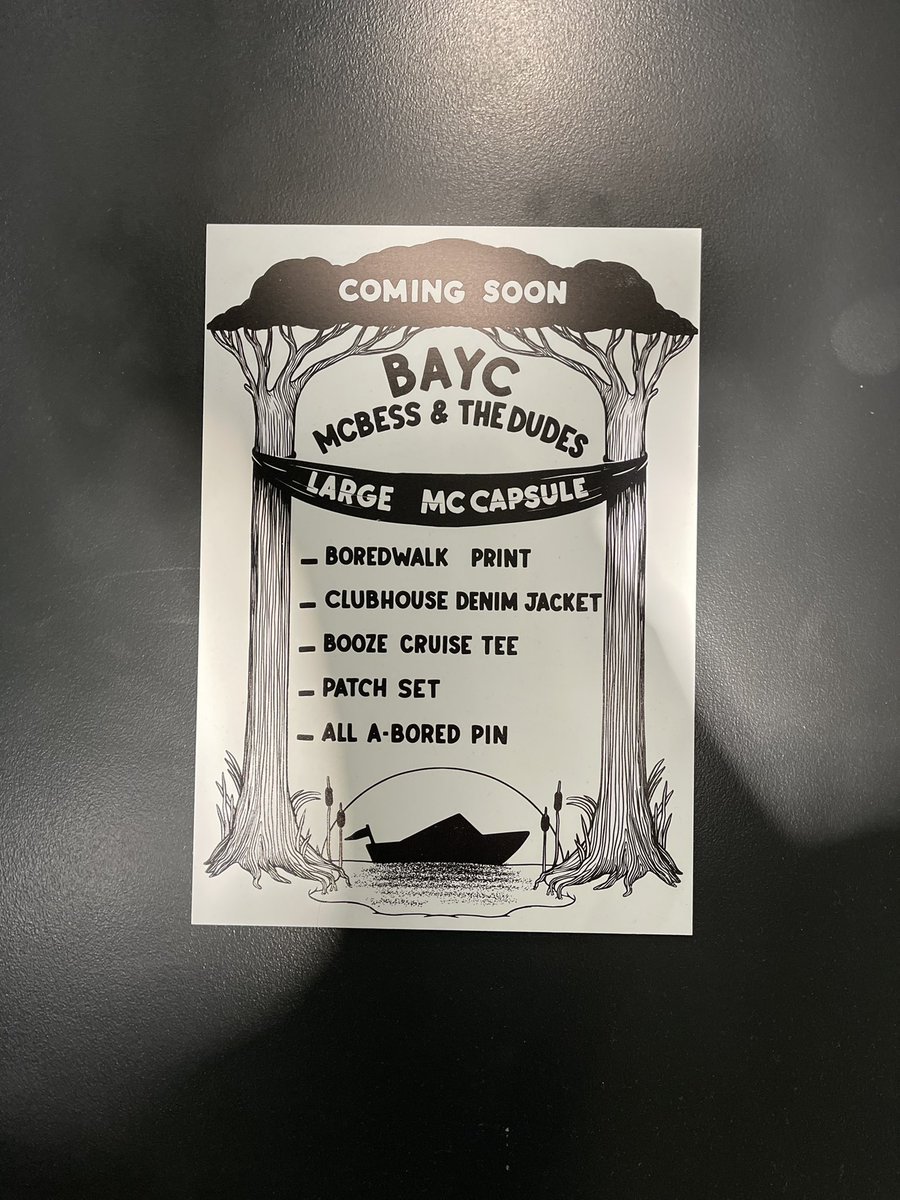 COMING SOON
BAYC
MCBESS & THE DUDES
LARGE MC CAPSULE
– BOREDWALK PRINT
– CLUBHOUSE DENIM JACKET
– BOOZE CRUISE TEE
– PATCH SET
– ALL A-BORED PIN